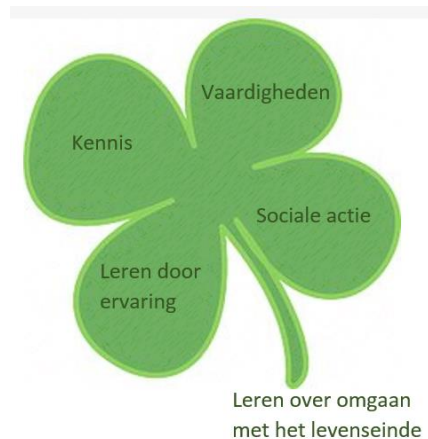 Vaardigheden
Kennis
Sociale actie
Leren door
ervaring
Leren over omgaan
met het levenseinde